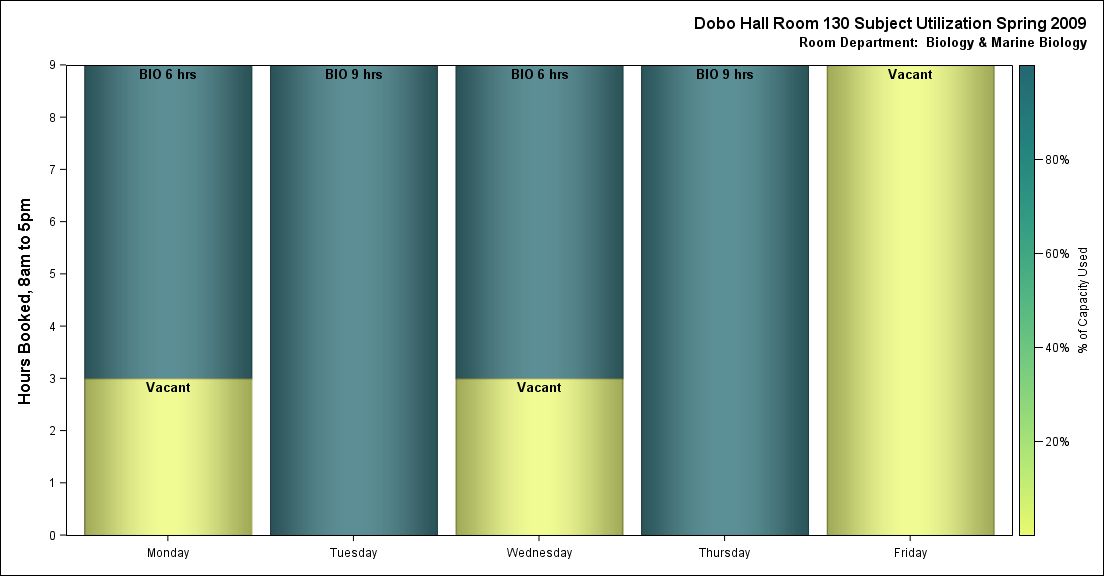 Dobo Hall Room 130 Subject Utilization Spring 2009
Room Department:  Biology & Marine Biology
Hours Booked, 8am to 5pm
9
8
7
6
5
4
3
2
1
0
BIO 6 hrs
Vacant
BIO 9 hrs
BIO 6 hrs
Vacant
BIO 9 hrs
Vacant
Monday
Tuesday
Wednesday
Thursday
Friday
80%
60%
40%
20%
% of Capacity Used